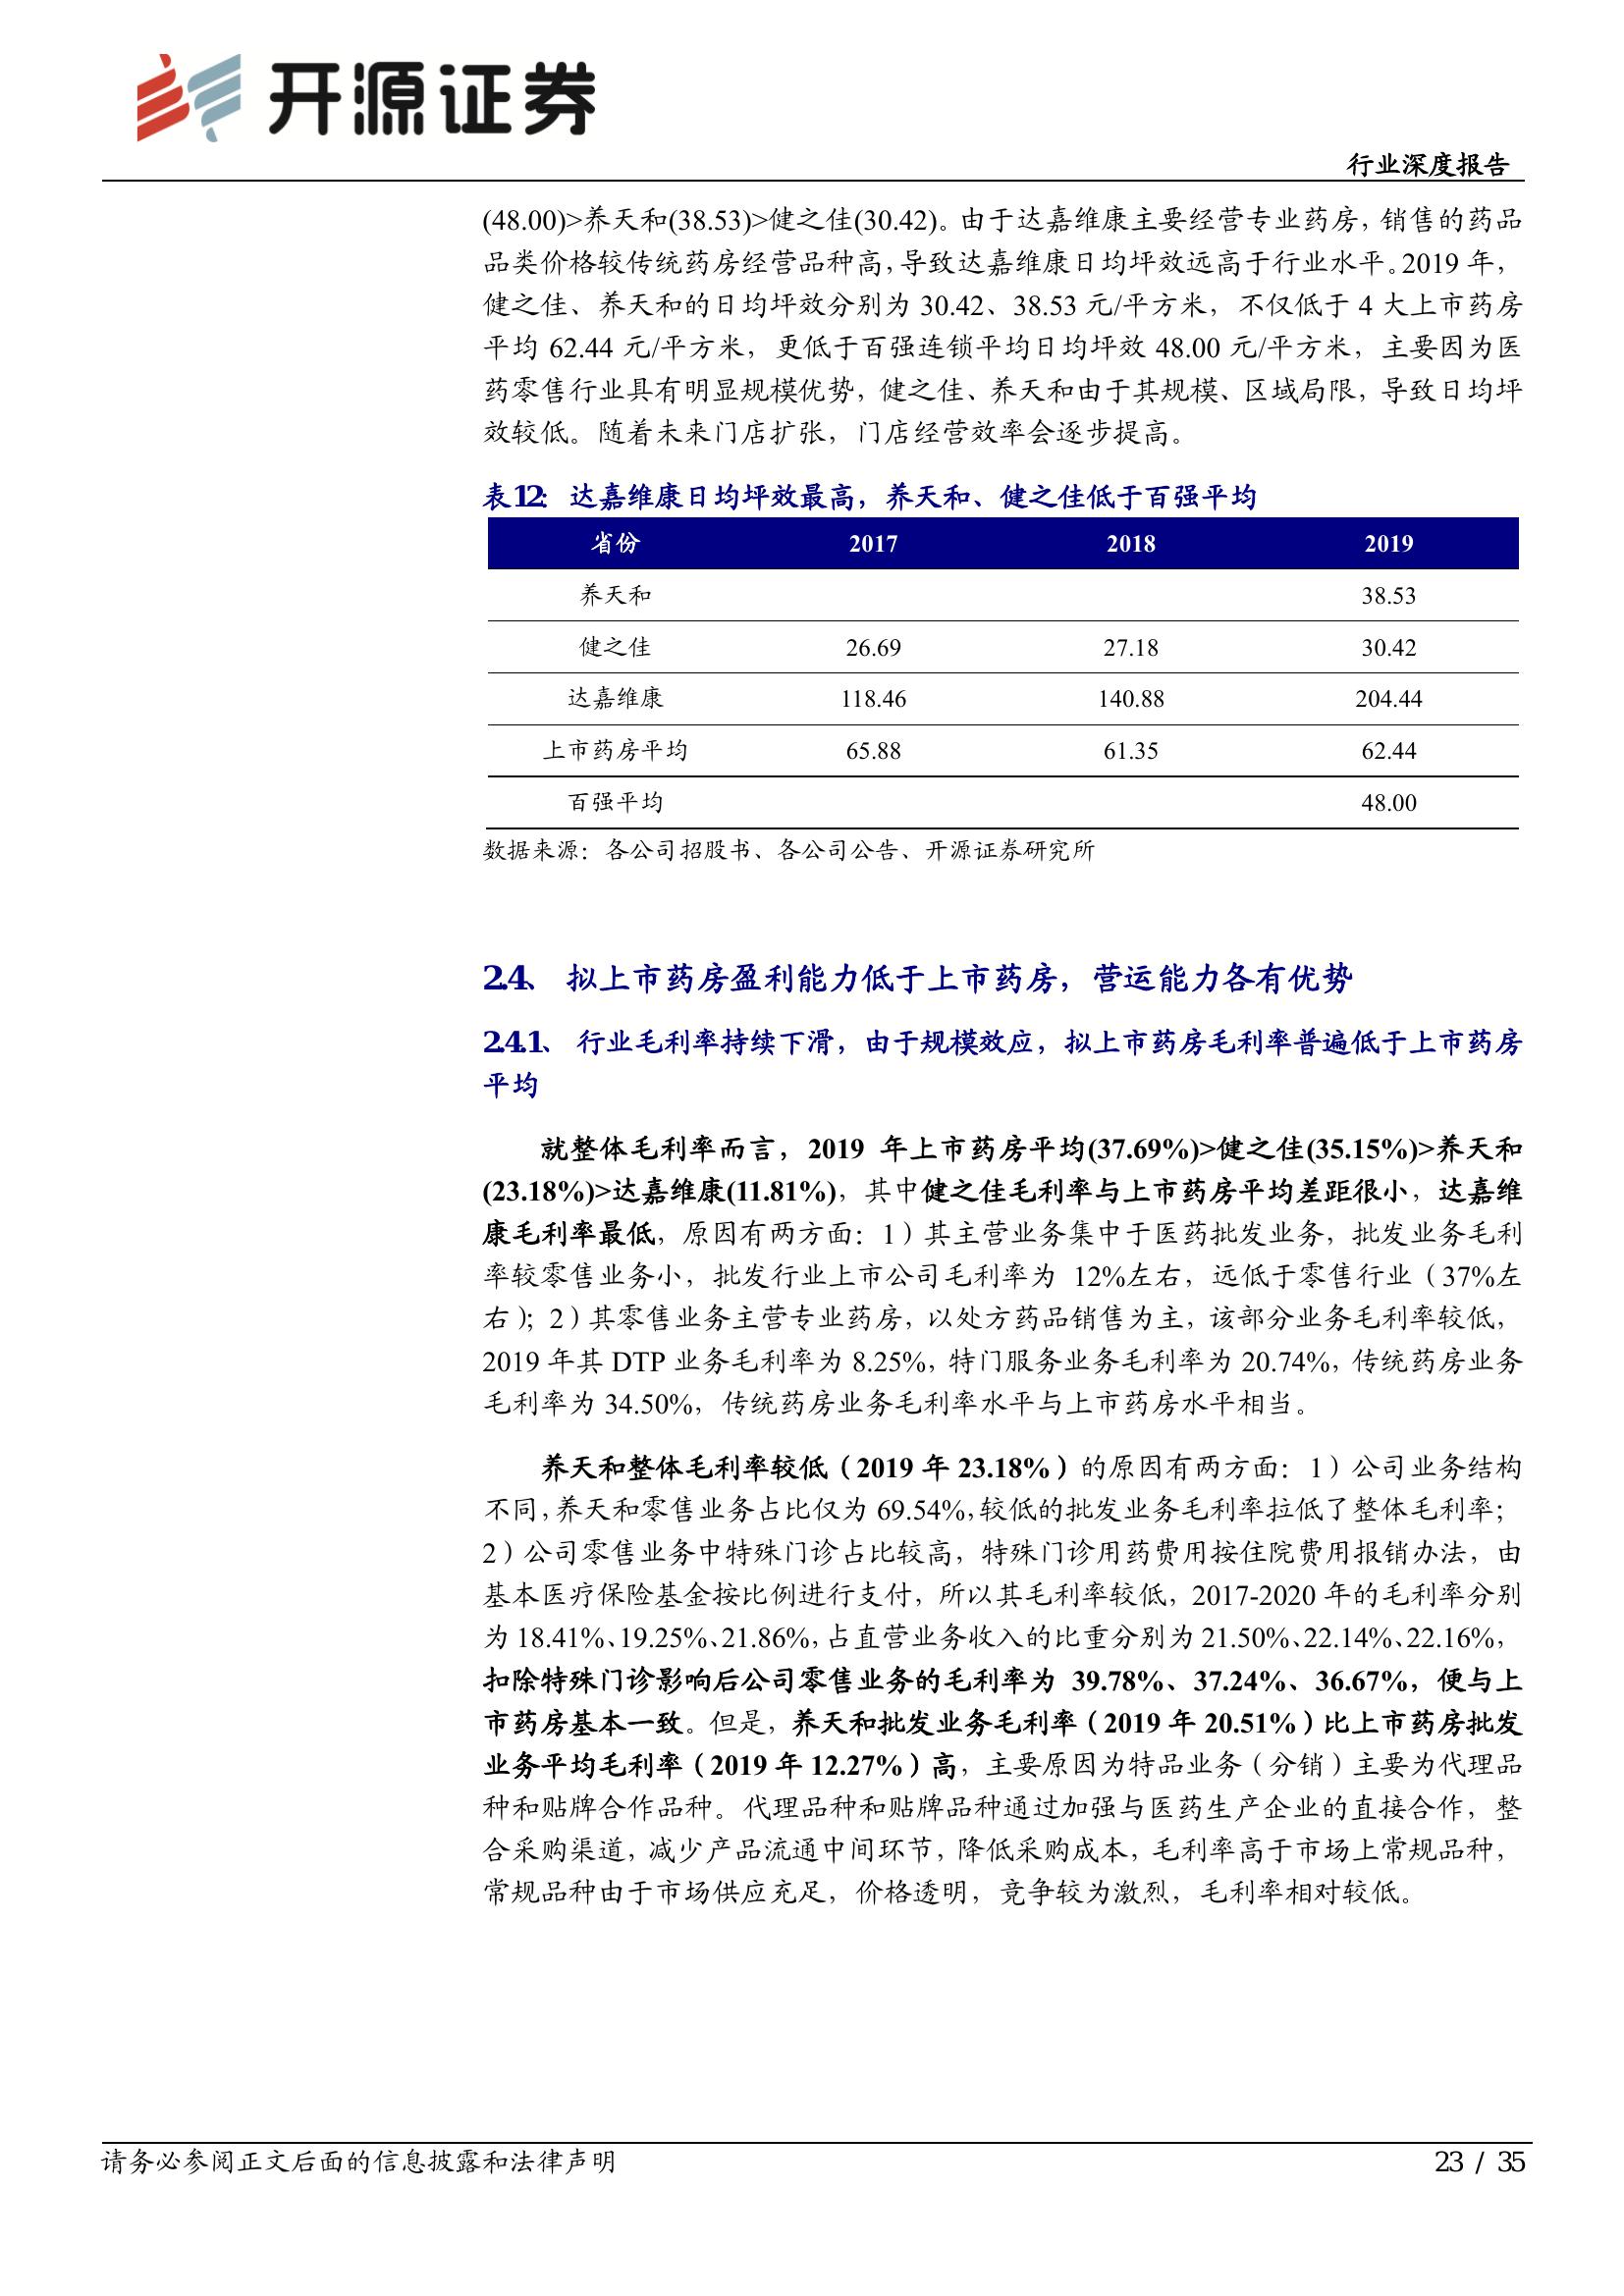 开源证券
行业深度报告
(48.00)>养天和(38.53)>健之佳(30.42)。由于达嘉维康主要经营专业药房，销售的药品
品类价格较传统药房经营品种高，导致达嘉维康日均坪效远高于行业水平。2019 年，
健之佳、养天和的日均坪效分别为 30.42、38.53 元/平方米，不仅低于 4 大上市药房
平均 62.44 元/平方米，更低于百强连锁平均日均坪效 48.00 元/平方米，主要因为医
药零售行业具有明显规模优势，健之佳、养天和由于其规模、区域局限，导致日均坪
效较低。随着未来门店扩张，门店经营效率会逐步提高。
表12： 达嘉维康日均坪效最高，养天和、健之佳低于百强平均
省份 2017 2018 2019
养天和 38.53
健之佳 26.69 27.18 30.42
达嘉维康 118.46 140.88 204.44
上市药房平均 65.88 61.35 62.44
百强平均 48.00
数据来源：各公司招股书、各公司公告、开源证券研究所
2.4、 拟上市药房盈利能力低于上市药房，营运能力各有优势
2.4.1、 行业毛利率持续下滑，由于规模效应，拟上市药房毛利率普遍低于上市药房
平均
就整体毛利率而言，2019 年上市药房平均(37.69%)>健之佳(35.15%)>养天和
(23.18%)>达嘉维康(11.81%)，其中健之佳毛利率与上市药房平均差距很小，达嘉维
康毛利率最低，原因有两方面：1）其主营业务集中于医药批发业务，批发业务毛利
率较零售业务小，批发行业上市公司毛利率为 12%左右，远低于零售行业（37%左
右）；2）其零售业务主营专业药房，以处方药品销售为主，该部分业务毛利率较低，
2019 年其 DTP 业务毛利率为 8.25%，特门服务业务毛利率为 20.74%，传统药房业务
毛利率为 34.50%，传统药房业务毛利率水平与上市药房水平相当。
养天和整体毛利率较低（2019 年 23.18%）的原因有两方面：1）公司业务结构
不同，养天和零售业务占比仅为 69.54%，较低的批发业务毛利率拉低了整体毛利率；
2）公司零售业务中特殊门诊占比较高，特殊门诊用药费用按住院费用报销办法，由
基本医疗保险基金按比例进行支付，所以其毛利率较低，2017-2020 年的毛利率分别
为 18.41%、19.25%、21.86%，占直营业务收入的比重分别为 21.50%、22.14%、22.16%，
扣除特殊门诊影响后公司零售业务的毛利率为 39.78%、37.24%、36.67%，便与上
市药房基本一致。但是，养天和批发业务毛利率（2019 年 20.51%）比上市药房批发
业务平均毛利率（2019 年 12.27%）高，主要原因为特品业务（分销）主要为代理品
种和贴牌合作品种。代理品种和贴牌品种通过加强与医药生产企业的直接合作，整
合采购渠道，减少产品流通中间环节，降低采购成本，毛利率高于市场上常规品种，
常规品种由于市场供应充足，价格透明，竞争较为激烈，毛利率相对较低。
请务必参阅正文后面的信息披露和法律声明
23 / 35